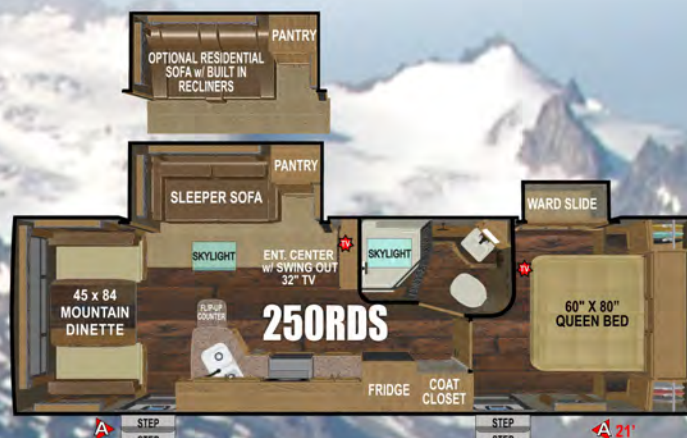 PANTRY
OPTIONAL RESIDENTIAL
SOFA w/ BUILT IN
RECLINERS
PANTRY
SLEEPER SOFA
WARD SLIDE
SKYLIGHT
ENT. CENTER
w/ SWING OUT
32" TV
TV
SKYLIGHT
TV
45 x 84
MOUNTAIN
DINETTE
FLIP-UP
COUNTER
250RDS
60" X 80"
QUEEN BED
FRIDGE
COAT
CLOSET
A
STEP
STEP
STEP
STEP
A
21'